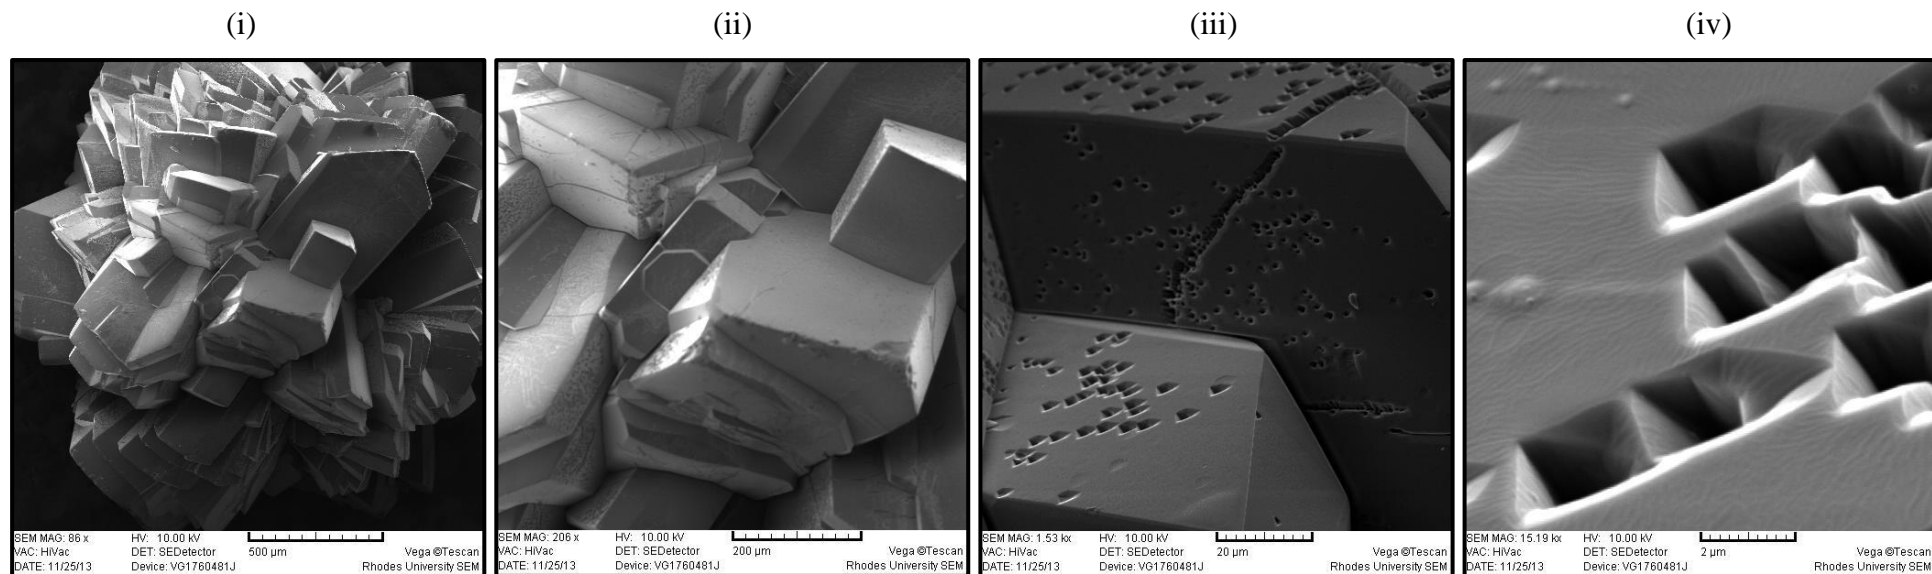 (i) (ii) (iii) (iv)
SEM MAG: 86 x HV: 10.00 kV
VAC: HiVac DET: SEDetector
DATE: 11/25/13 Device: VG1760481J
500 µm
Vega ©Tescan
Rhodes University SEM
SEM MAG: 206 x HV: 10.00 kV
VAC: HiVac DET: SEDetector
DATE: 11/25/13 Device: VG1760481J
200 µm
Vega ©Tescan
Rhodes University SEM
SEM MAG: 1.53 kx HV: 10.00 kV
VAC: HiVac DET: SEDetector
DATE: 11/25/13 Device: VG1760481J
20 µm
Vega ©Tescan
Rhodes University SEM
SEM MAG: 15.19 kx HV: 10.00 kV
VAC: HiVac DET: SEDetector
DATE: 11/25/13 Device: VG1760481J
2 µm
Vega ©Tescan
Rhodes University SEM